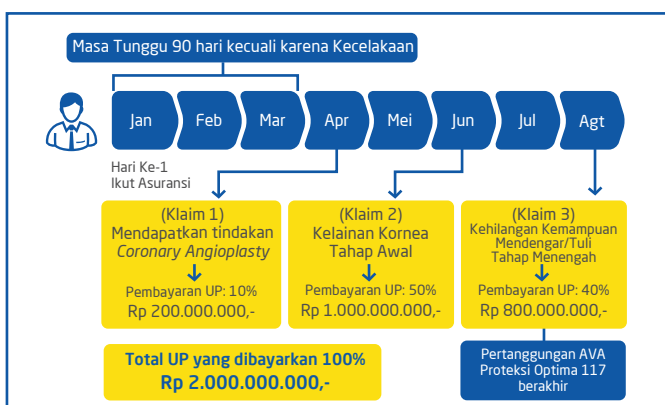 Masa Tunggu 90 hari kecuali karena Kecelakaan
Jan Feb Mar Apr Mei Jun Jul Agt
Hari Ke-1
Ikut Asuransi
(Klaim 1)
Mendapatkan tindakan
Coronary Angioplasty
Pembayaran UP: 10%
Rp 200.000.000,-
(Klaim 2)
Kelainan Kornea
Tahap Awal
Pembayaran UP: 50%
Rp 1.000.000.000,-
(Klaim 3)
Kehilangan Kemampuan
Mendengar/Tuli
Tahap Menengah
Pembayaran UP: 40%
Rp 800.000.000,-
Total UP yang dibayarkan 100%
Rp 2.000.000.000,-
Pertanggungan AVA
Proteksi Optima 117
berakhir